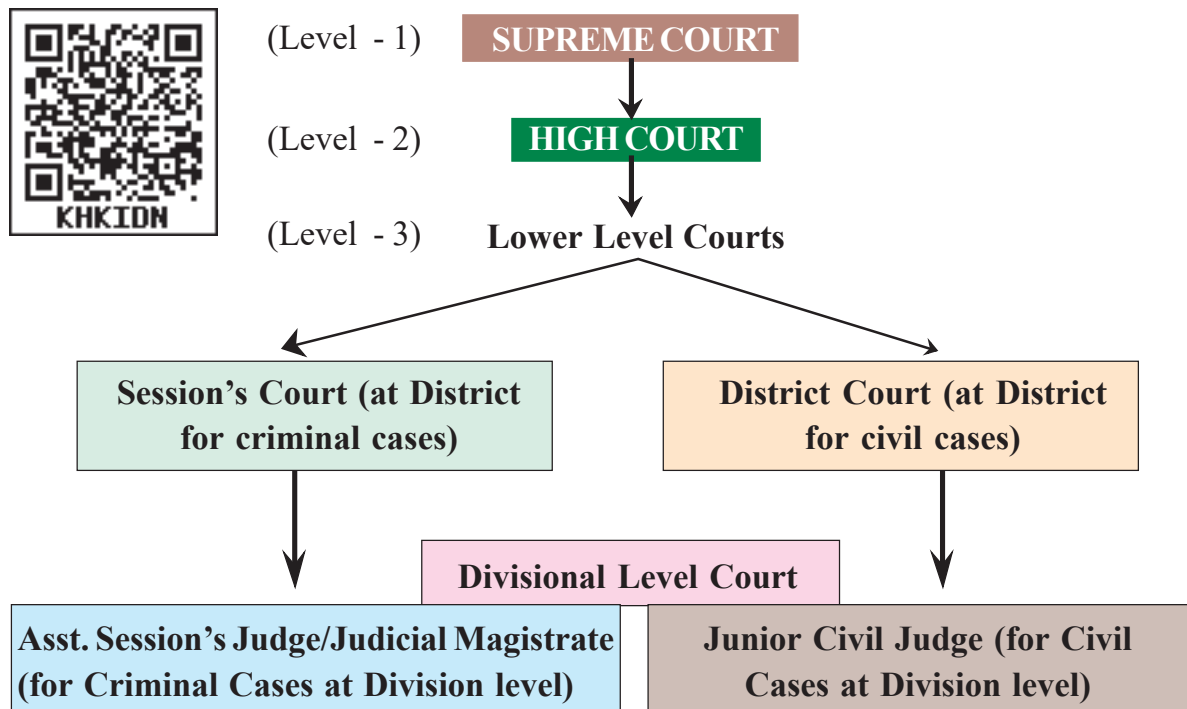 (Level - 1) SUPREME COURT
(Level - 2) HIGH COURT
KHKIDN
(Level - 3) Lower Level Courts
Session's Court (at District
for criminal cases)
District Court (at District
for civil cases)
Divisional Level Court
Asst. Session's Judge/Judicial Magistrate
(for Criminal Cases at Division level)
Junior Civil Judge (for Civil
Cases at Division level)